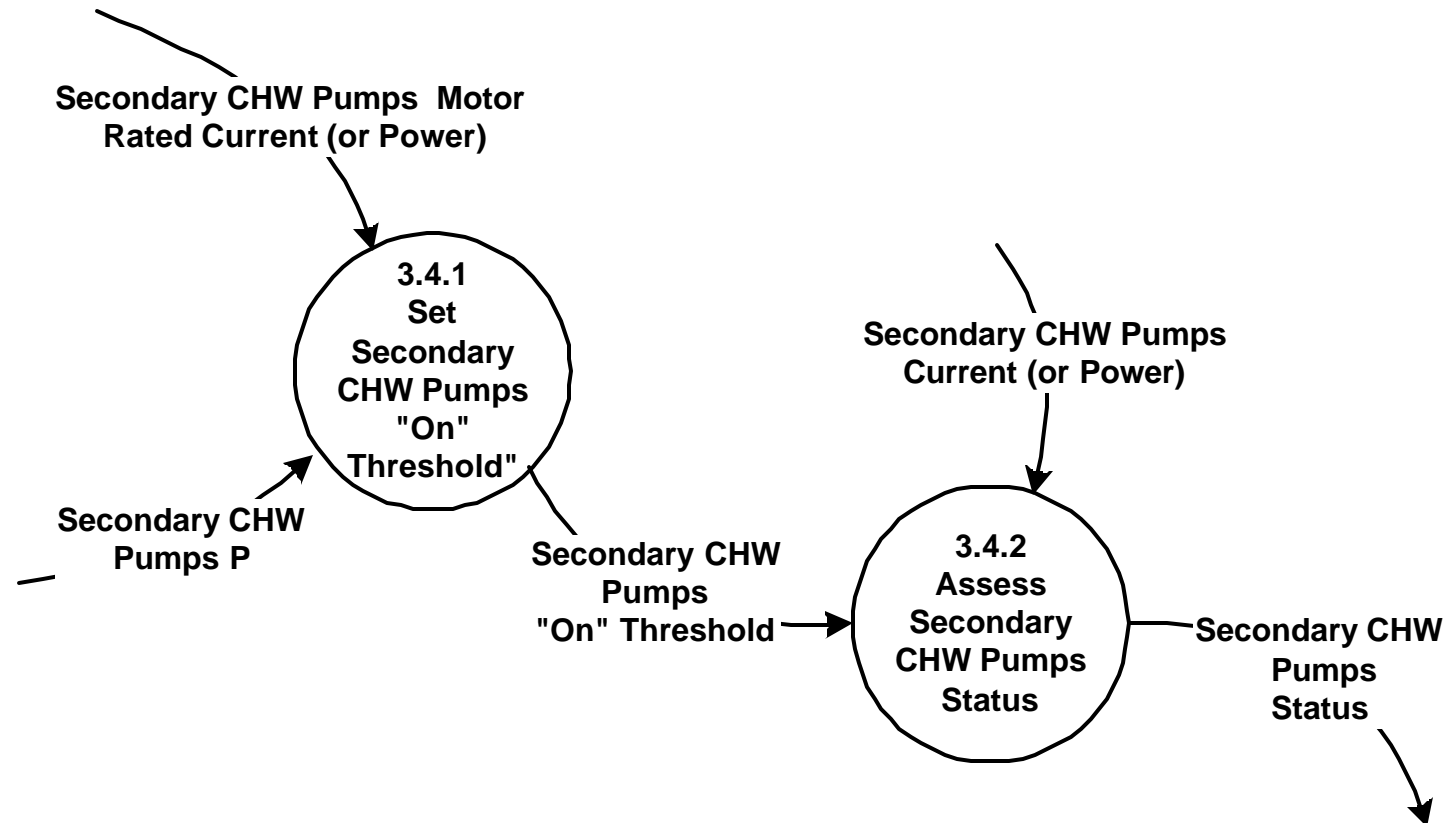 Secondary CHW Pumps Motor
Rated Current (or Power)
3.4.1
Set
Secondary
CHW Pumps
"On"
Threshold"
Secondary CHW
Pumps P
Secondary CHW
Pumps
"On" Threshold
Secondary CHW Pumps
Current (or Power)
3.4.2
Assess
Secondary
CHW Pumps
Status
Secondary CHW
Pumps
Status